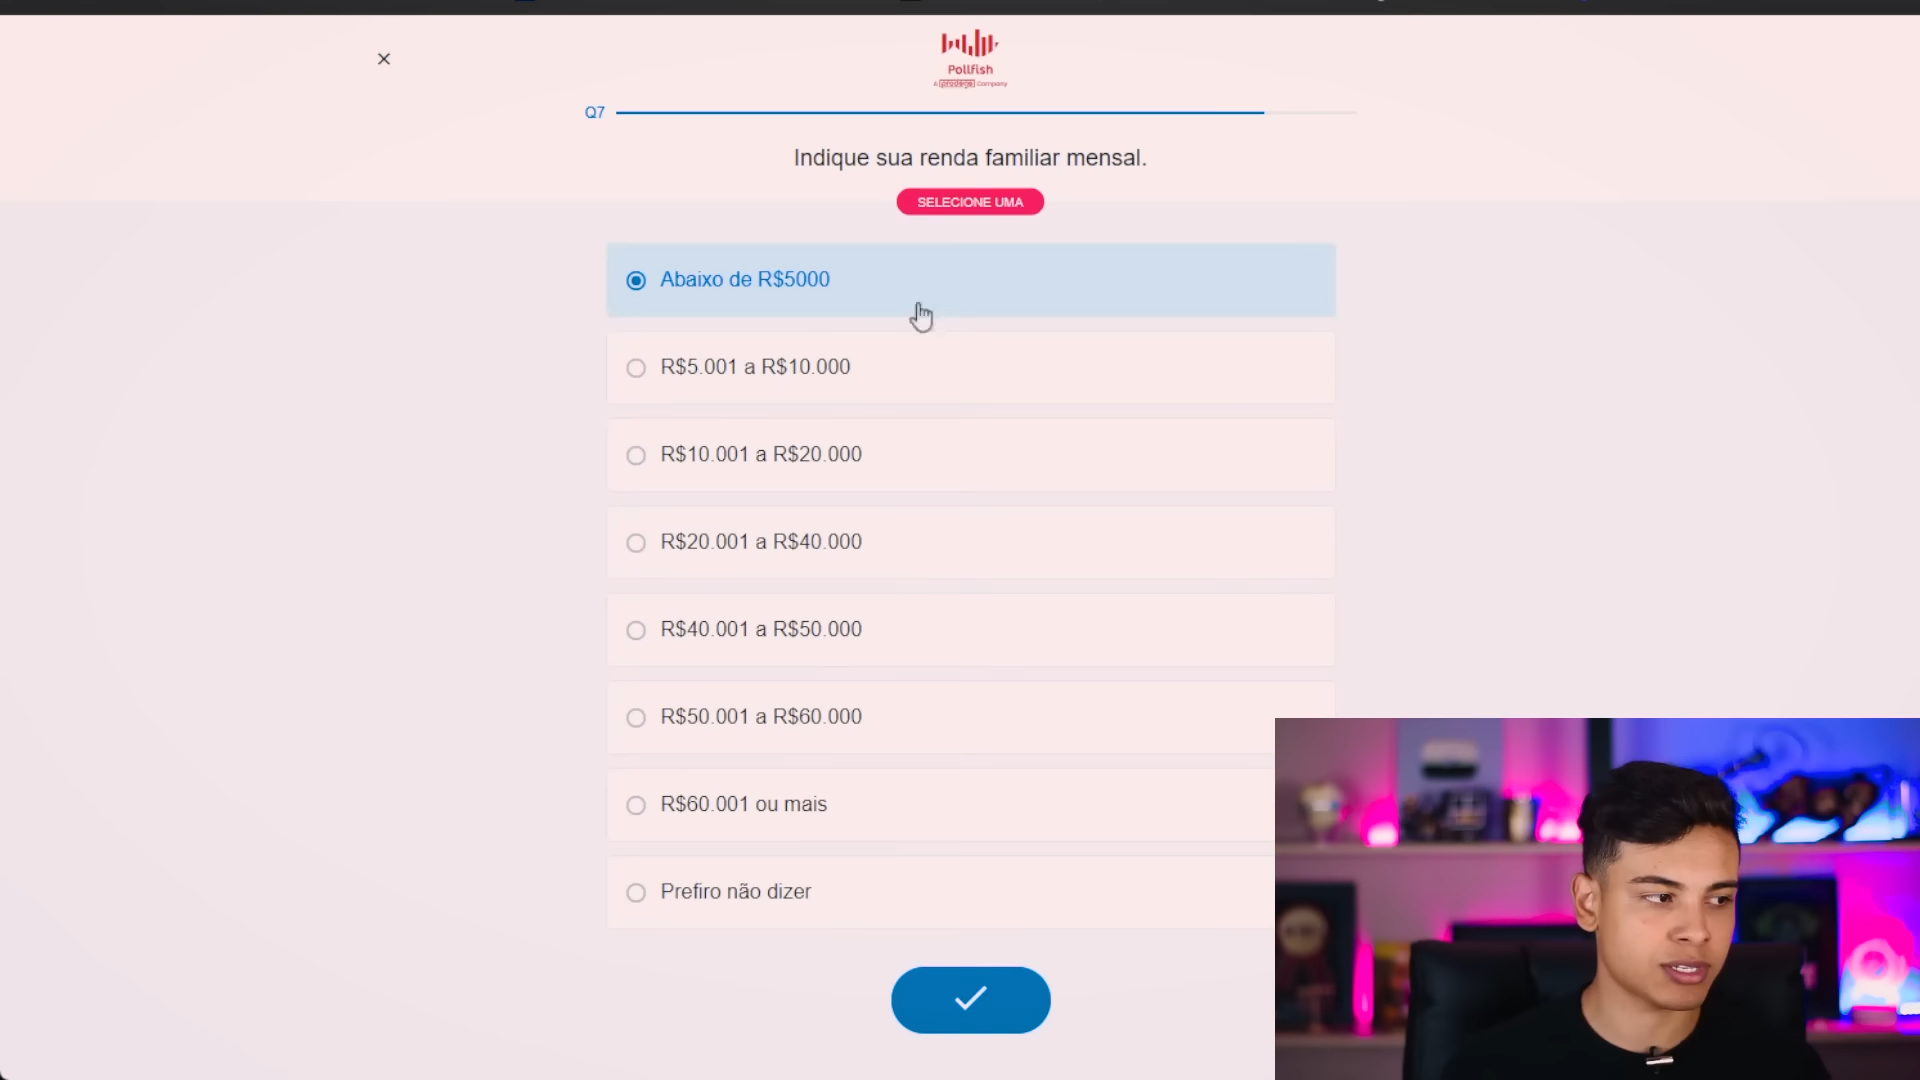 Pollfish
A prodege Company
Q7
Indique sua renda familiar mensal.
SELECIONE UMA
Abaixo de R$5000
R$5.001 a R$10.000
R$10.001 a R$20.000
R$20.001 a R$40.000
R$40.001 a R$50.000
R$50.001 a R$60.000
R$60.001 ou mais
Prefiro não dizer